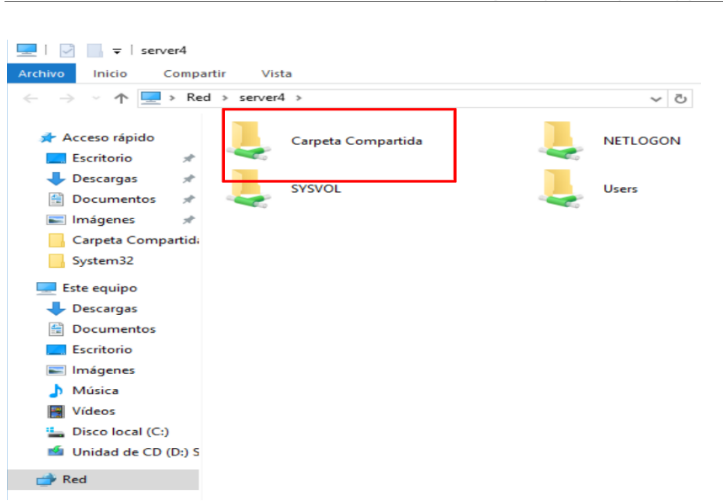 server4
Archivo Inicio Compartir Vista
Red > server4 >
Acceso rápido
Escritorio
Descargas
Documentos
Imágenes
Carpeta Compartid
System32
Este equipo
Descargas
Documentos
Escritorio
Imágenes
Música
Vídeos
Disco local (C:)
Unidad de CD (D:) S
Red
Carpeta Compartida
NETLOGON
SYSVOL
Users